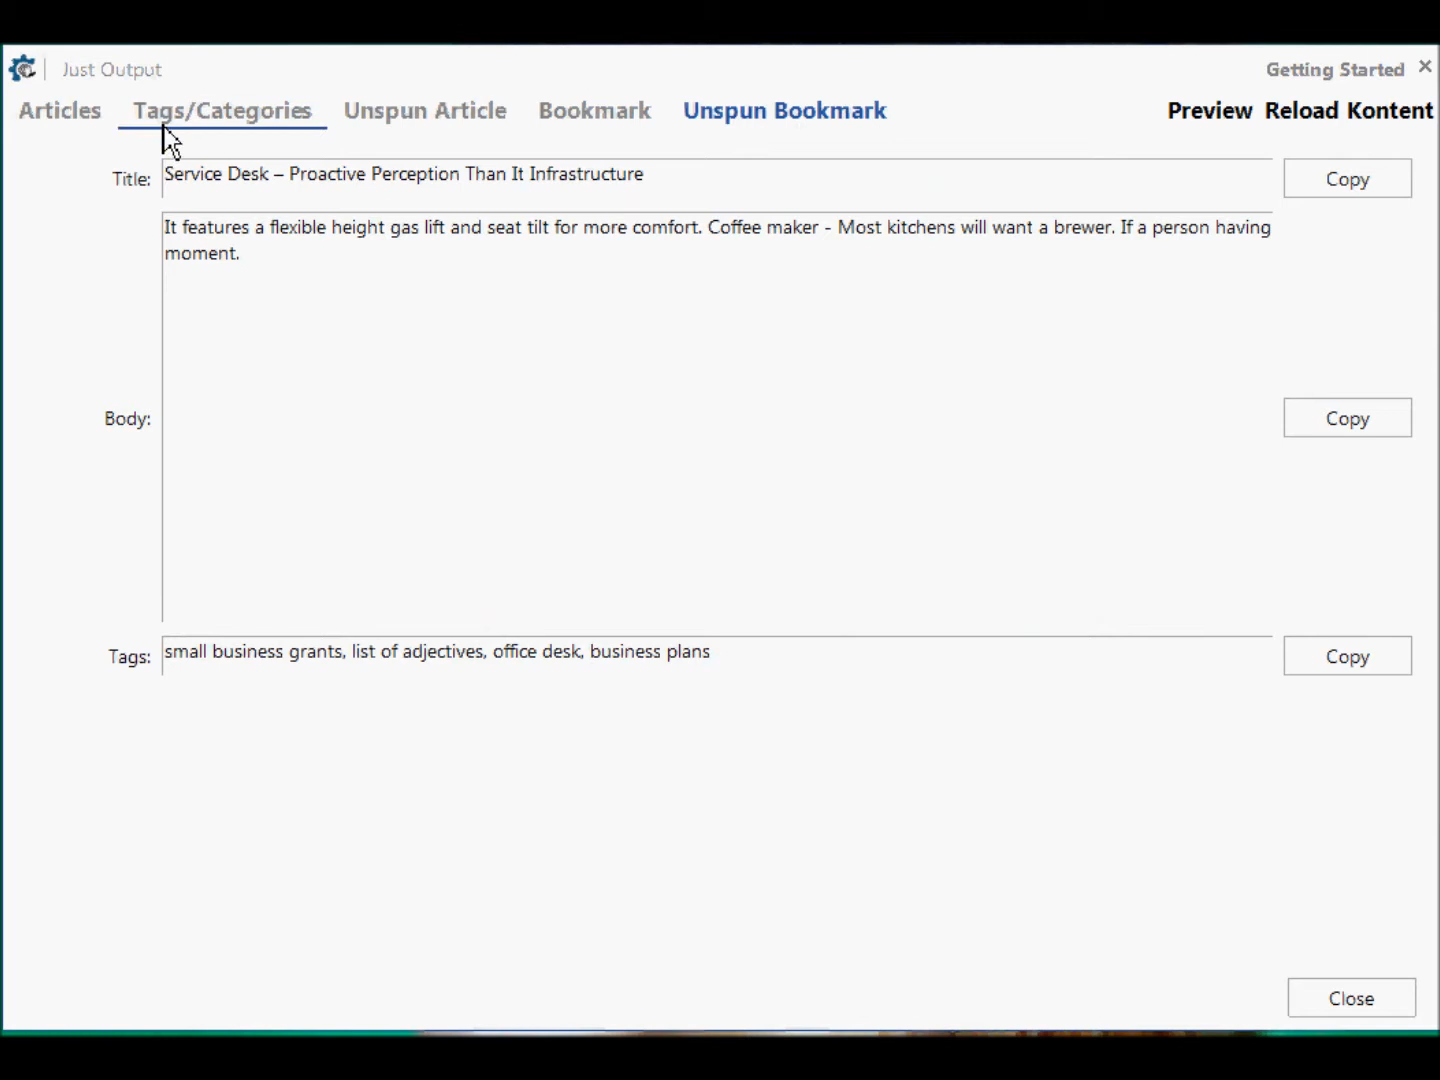 Just Output
Getting Started
Articles Tags/Categories Unspun Article Bookmark Unspun Bookmark Preview Reload Kontent
Title: Service Desk – Proactive Perception Than It Infrastructure Copy
It features a flexible height gas lift and seat tilt for more comfort. Coffee maker - Most kitchens will want a brewer. If a person having
moment.
Body: Copy
Tags: small business grants, list of adjectives, office desk, business plans Copy
Close